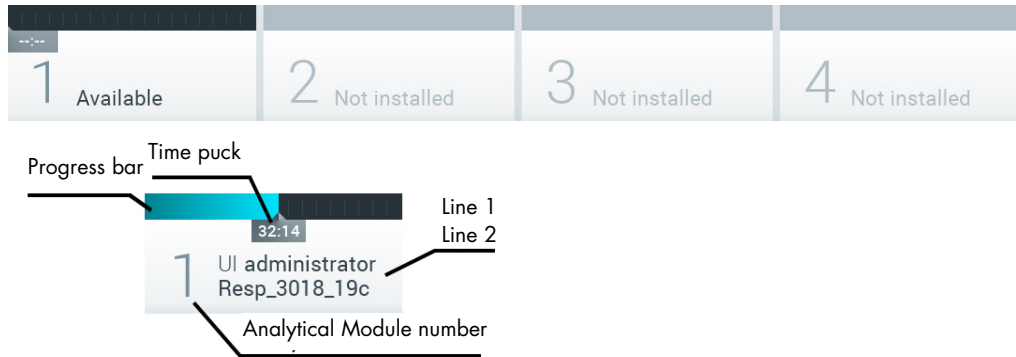 --:--
1 Available
2 Not installed
3 Not installed
4 Not installed
Progress bar
Time puck
32:14
Line 1
Line 2
1
UI administrator
Resp_3018_19c
Analytical Module number